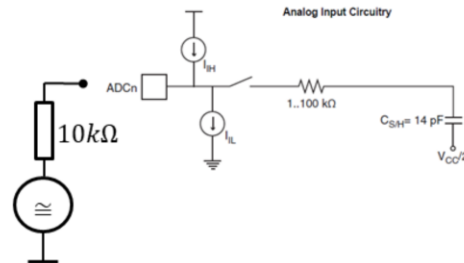 Analog Input Circuitry
I_IH
ADCn
1..100 kΩ
I_IL
C_S/H= 14 pF
V_CC/2
10kΩ
≅